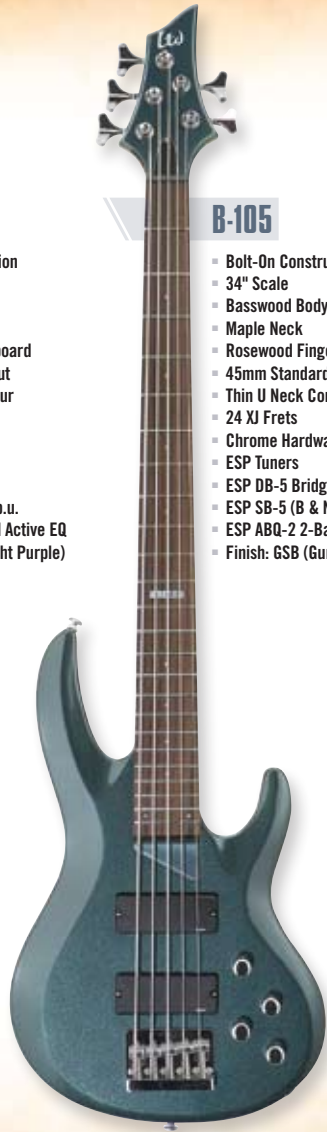 Ltd
B-105
ion
oard
ut
ur
p.u.
d Active EQ
ht Purple)
Bolt-On Constru
34" Scale
Basswood Body
Maple Neck
Rosewood Finge
45mm Standard
Thin U Neck Con
24 XJ Frets
Chrome Hardwa
ESP Tuners
ESP DB-5 Bridg
ESP SB-5 (B & N
ESP ABQ-2 2-Ba
Finish: GSB (Gu